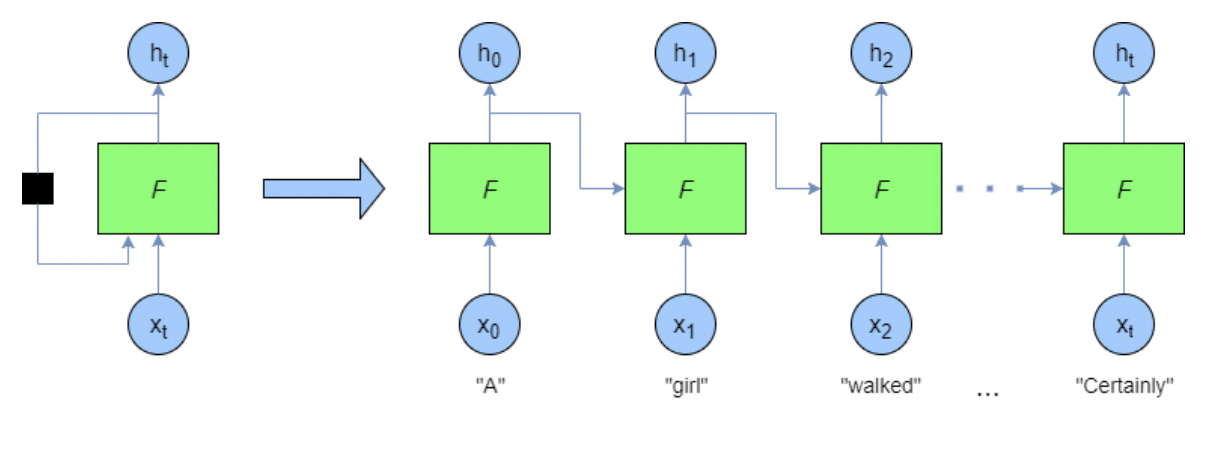 hₜ h₀ h₁ h₂ hₜ
F F F F F
xₜ x₀ x₁ x₂ xₜ
"A" "girl" "walked" ... "Certainly"